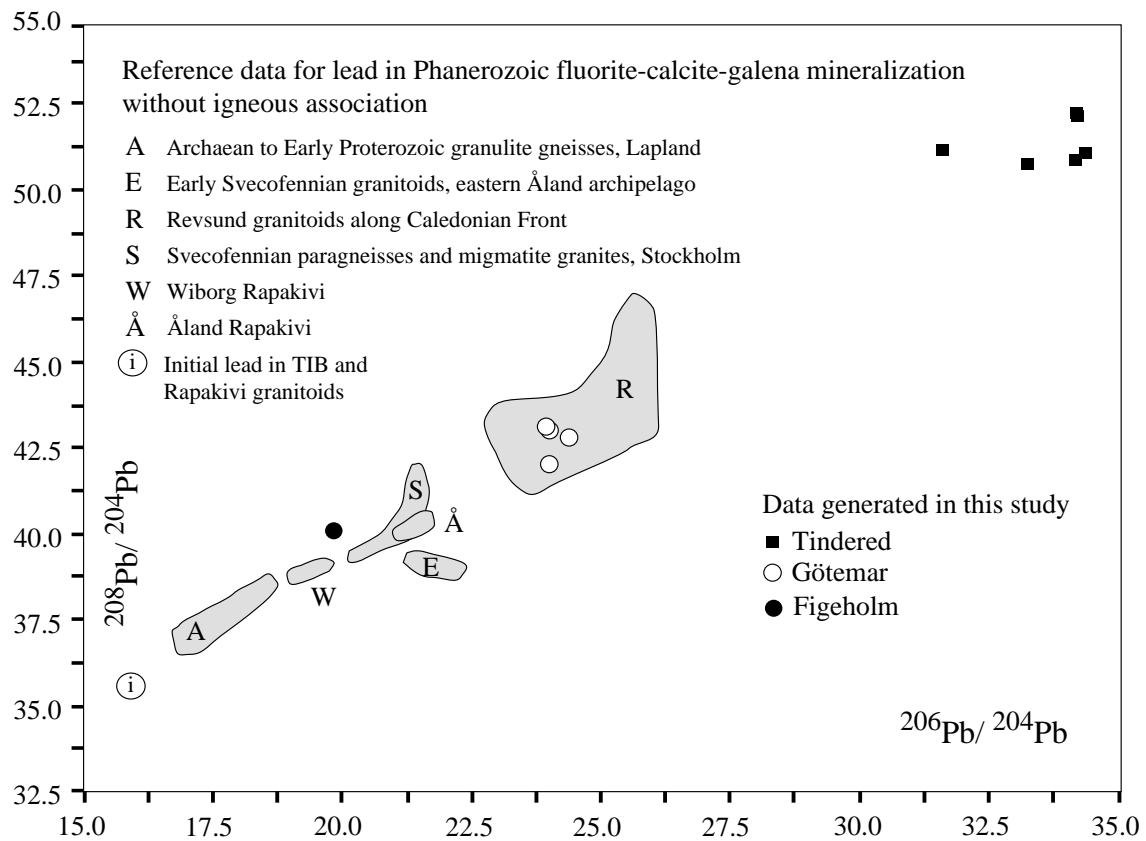 55.0
52.5
50.0
47.5
45.0
42.5
40.0
37.5
35.0
32.5
Reference data for lead in Phanerozoic fluorite-calcite-galena mineralization
without igneous association
A Archaean to Early Proterozoic granulite gneisses, Lapland
E Early Svecofennian granitoids, eastern Åland archipelago
R Revsund granitoids along Caledonian Front
S Svecofennian paragneisses and migmatite granites, Stockholm
W Wiborg Rapakivi
Å Åland Rapakivi
i Initial lead in TIB and
Rapakivi granitoids
208Pb/ 204Pb
R
S
Å
E
W
A
i
Data generated in this study
Tindered
Götemar
Figeholm
206Pb/ 204Pb
15.0 17.5 20.0 22.5 25.0 27.5 30.0 32.5 35.0